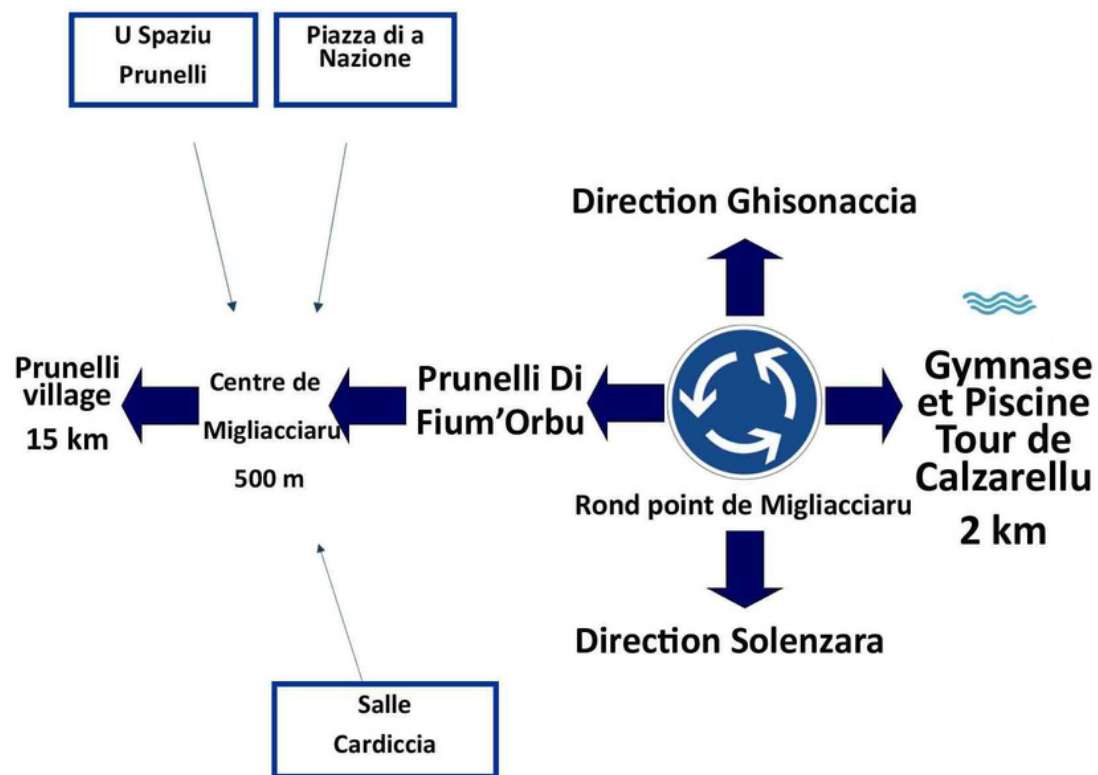 U Spaziu
Prunelli
Piazza di a
Nazione
Direction Ghisonaccia
Prunelli
village
15 km
Centre de
Migliacciaru
500 m
Prunelli Di
Fium'Orbu
Rond point de Migliacciaru
Gymnase
et Piscine
Tour de
Calzarellu
2 km
Direction Solenzara
Salle
Cardiccia